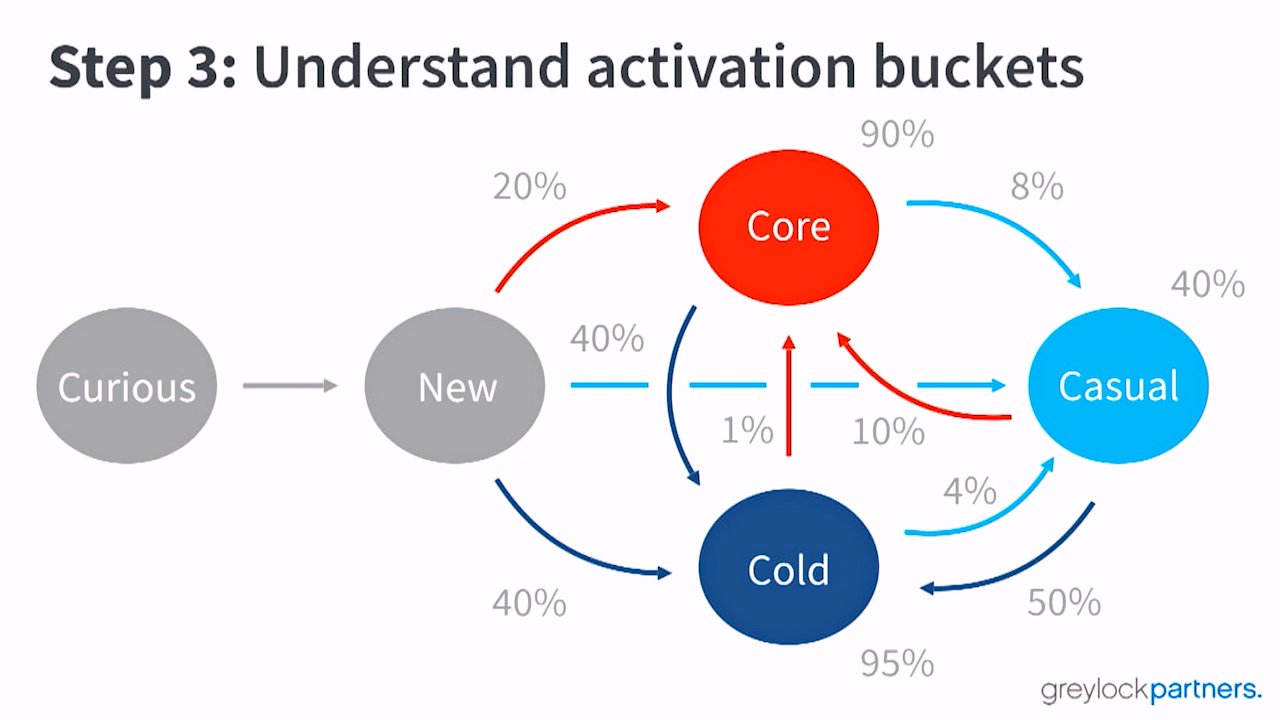 Step 3: Understand activation buckets
90%
20%
8%
Core
40%
40%
Curious
New
Casual
1%
10%
4%
Cold
40%
50%
95%
greylockpartners.